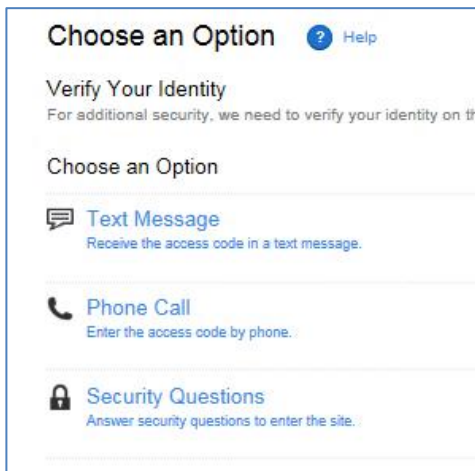 Choose an Option ? Help
Verify Your Identity
For additional security, we need to verify your identity on
Choose an Option
Text Message
Receive the access code in a text message.
Phone Call
Enter the access code by phone.
Security Questions
Answer security questions to enter the site.